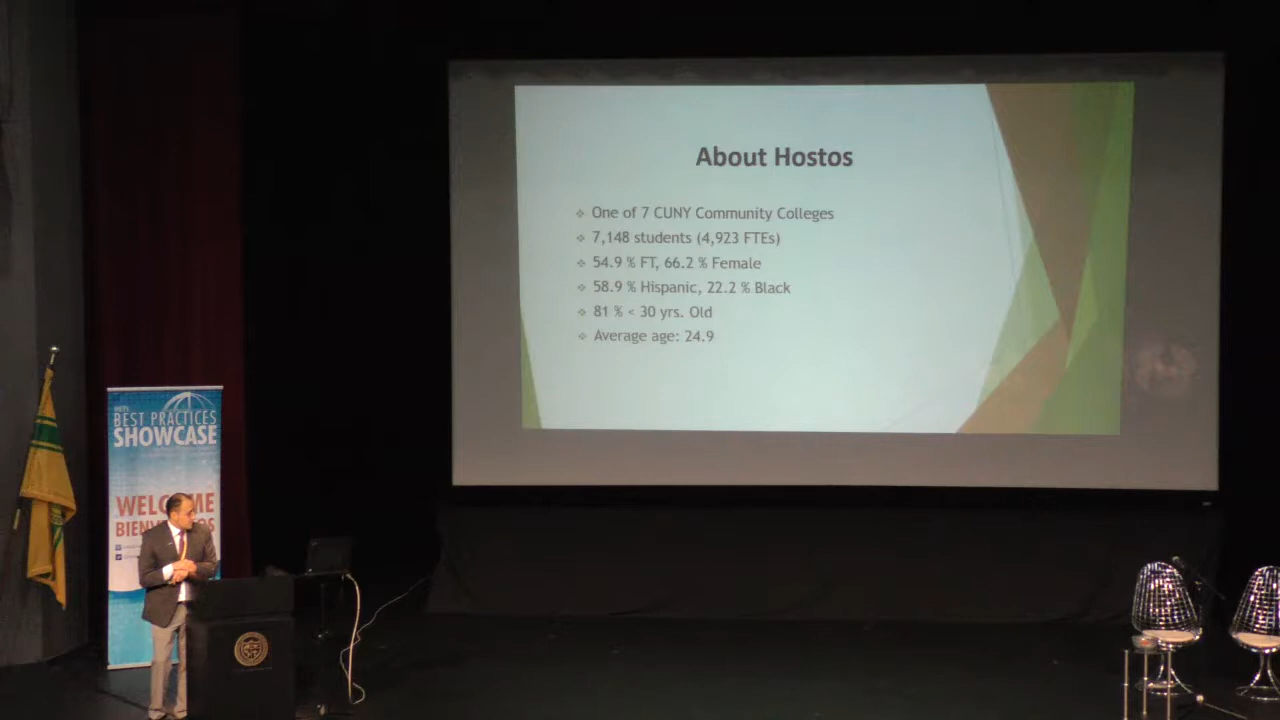 About Hostos
❖ One of 7 CUNY Community Colleges
❖ 7,148 students (4,923 FTEs)
❖ 54.9 % FT, 66.2 % Female
❖ 58.9 % Hispanic, 22.2 % Black
❖ 81 % < 30 yrs. Old
❖ Average age: 24.9
BEST PRACTICES
SHOWCASE